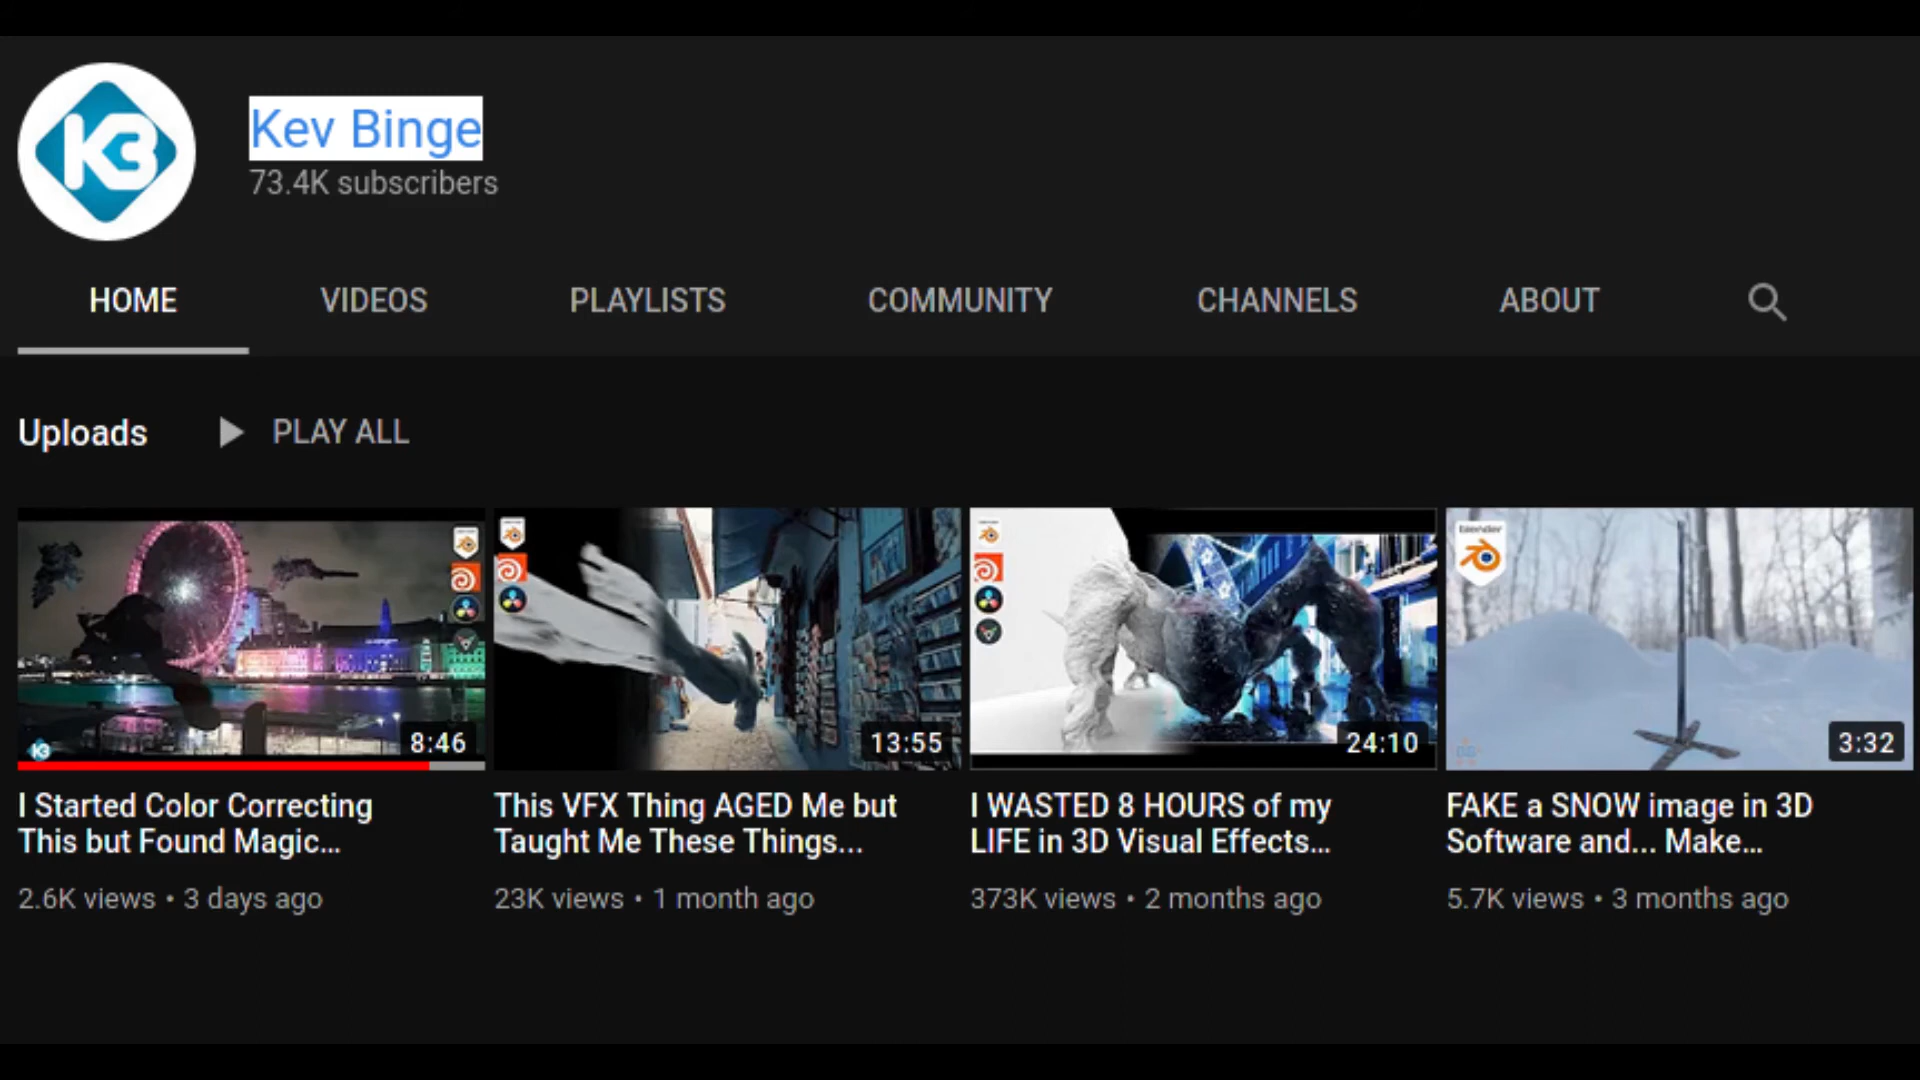 K3
Kev Binge
73.4K subscribers
HOME
VIDEOS
PLAYLISTS
COMMUNITY
CHANNELS
ABOUT
Uploads
PLAY ALL
K3
8:46
13:55
24:10
blender
3:32
I Started Color Correcting
This but Found Magic...
2.6K views • 3 days ago
This VFX Thing AGED Me but
Taught Me These Things...
23K views • 1 month ago
I WASTED 8 HOURS of my
LIFE in 3D Visual Effects...
373K views • 2 months ago
FAKE a SNOW image in 3D
Software and... Make...
5.7K views • 3 months ago